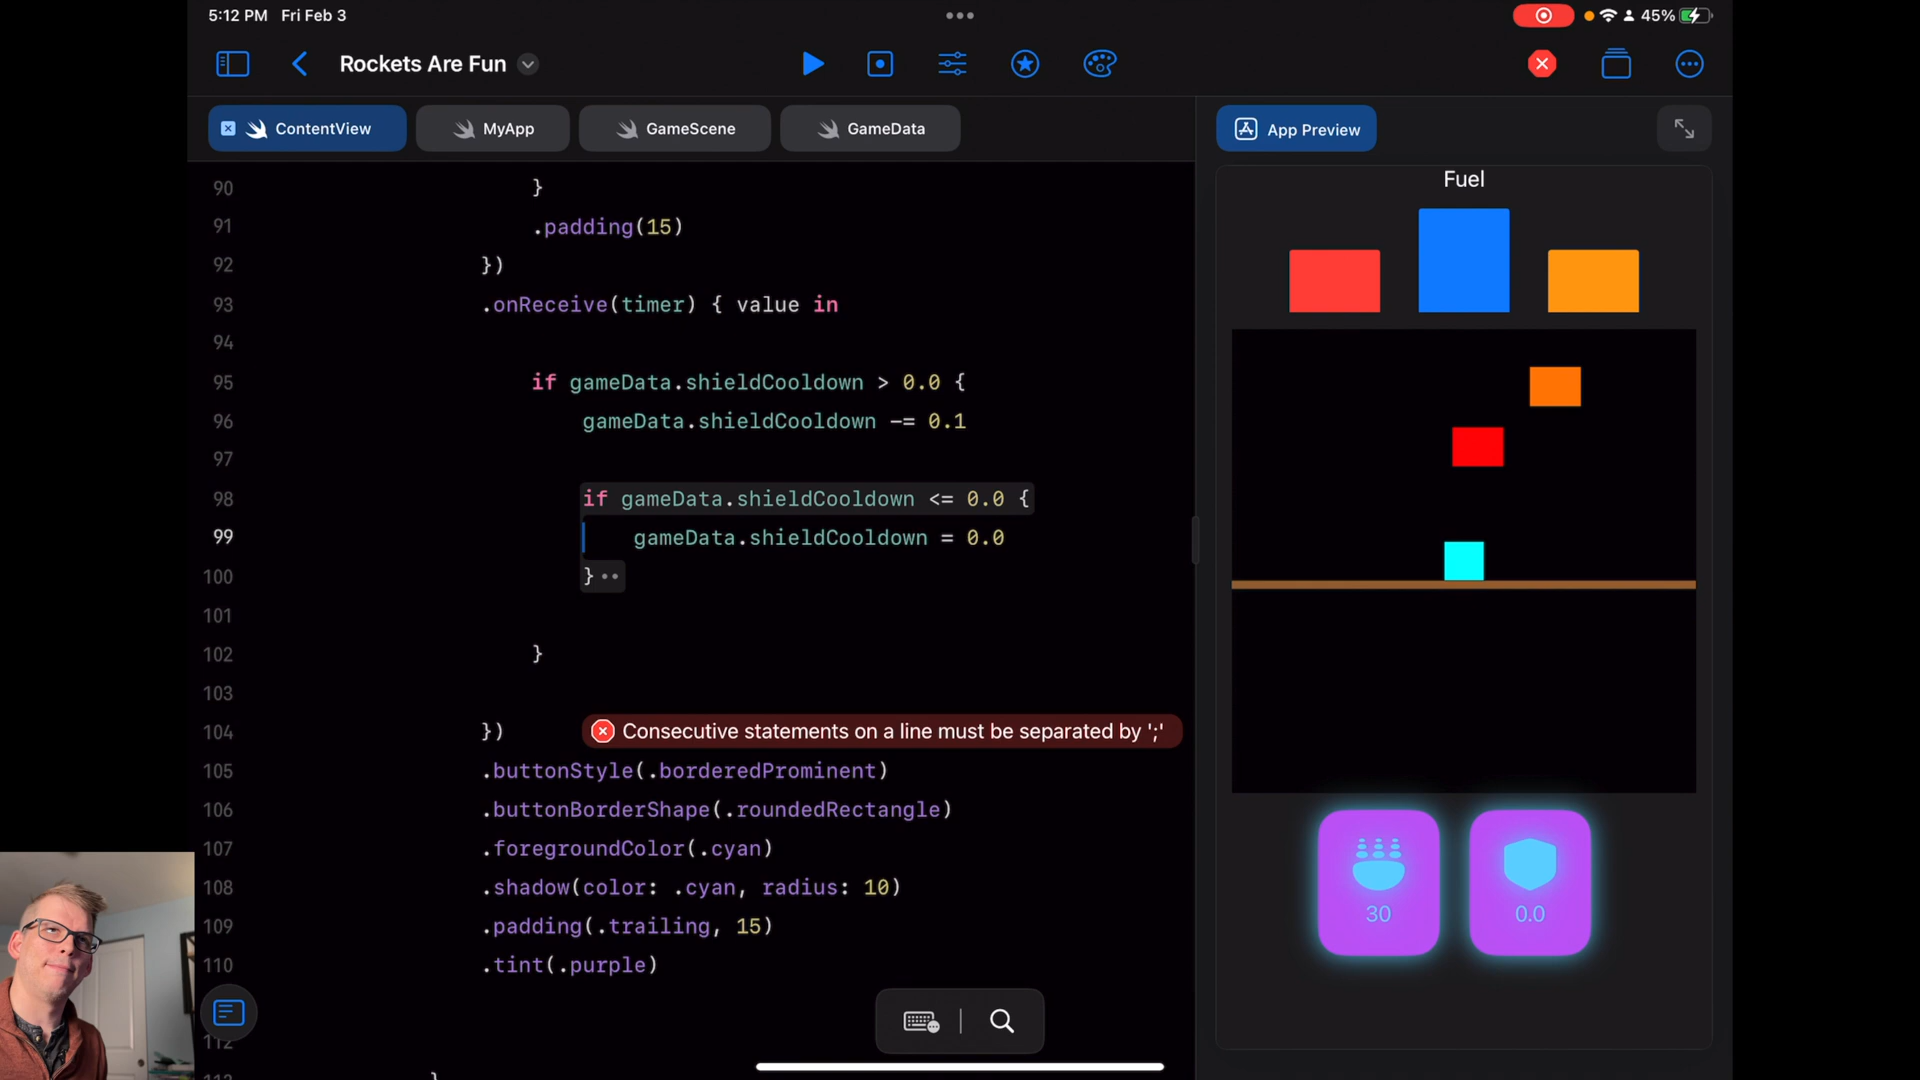 5:12 PM Fri Feb 3
45%
Rockets Are Fun
ContentView
MyApp
GameScene
GameData
App Preview
90 }
91 .padding(15)
92 })
93 .onReceive(timer) { value in
94
95 if gameData.shieldCooldown > 0.0 {
96 gameData.shieldCooldown -= 0.1
97
98 if gameData.shieldCooldown <= 0.0 {
99 gameData.shieldCooldown = 0.0
100 }
101
102 }
103
104 }) Consecutive statements on a line must be separated by ';'
105 .buttonStyle(.borderedProminent)
106 .buttonBorderShape(.roundedRectangle)
107 .foregroundColor(.cyan)
108 .shadow(color: .cyan, radius: 10)
109 .padding(.trailing, 15)
110 .tint(.purple)
112
Fuel
30
0.0